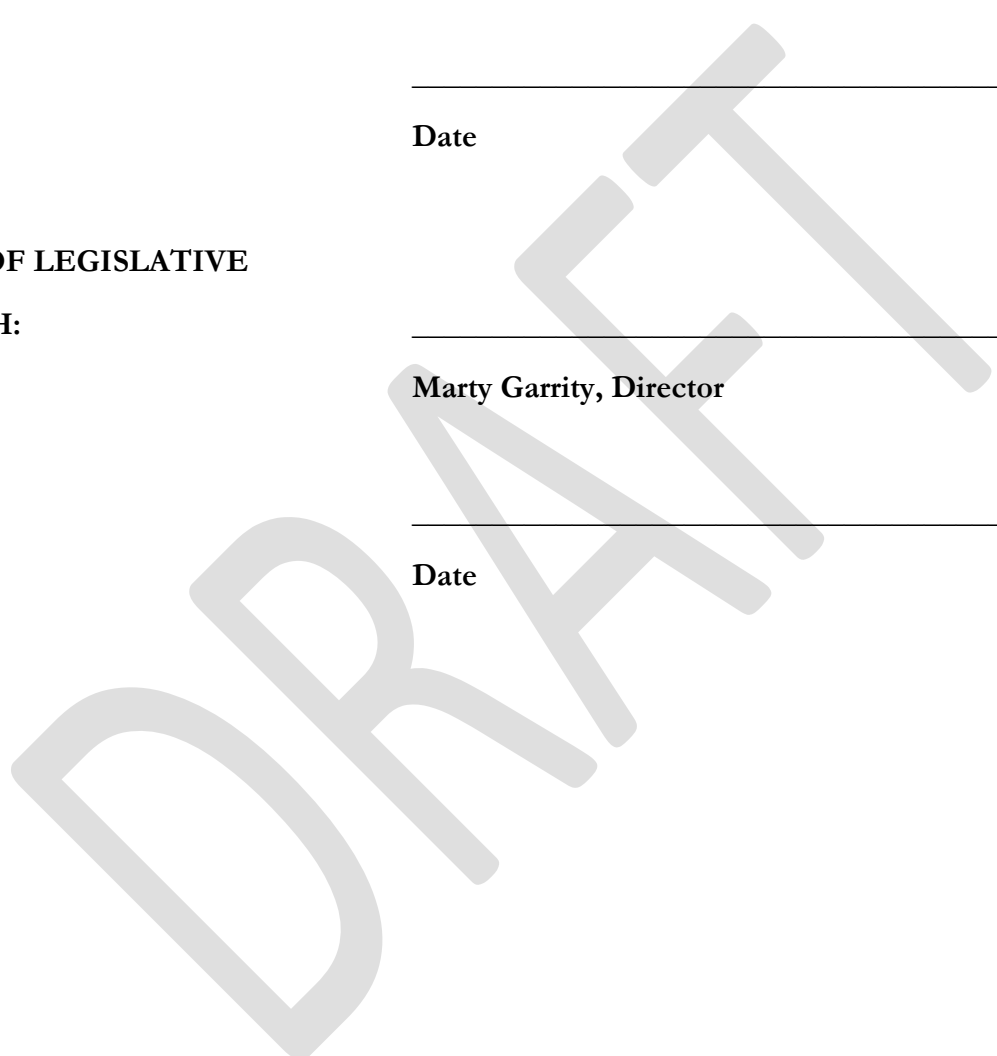 Date
OF LEGISLATIVE
H:
Marty Garrity, Director
Date
DRAFT